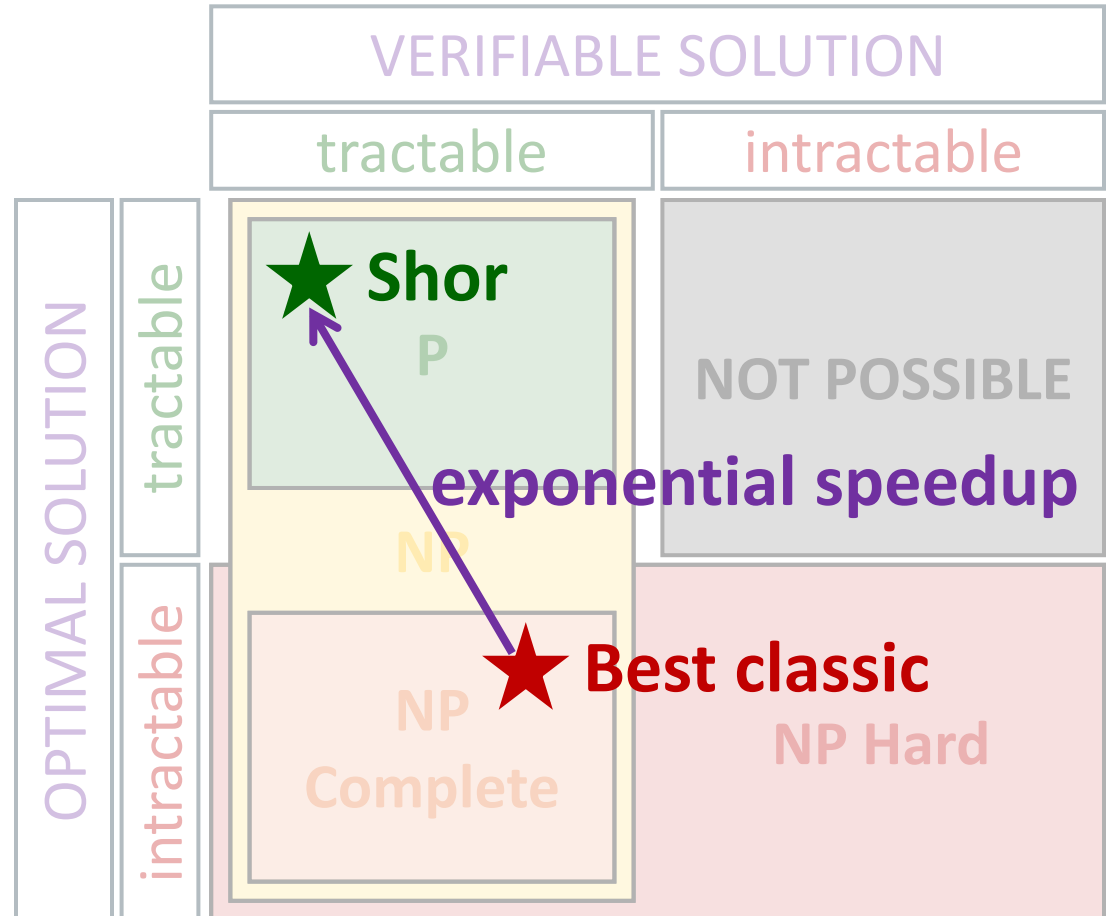 VERIFIABLE SOLUTION
tractable
intractable
OPTIMAL SOLUTION
tractable
Shor
P
NOT POSSIBLE
exponential speedup
NP
intractable
Best classic
NP
Complete
NP Hard